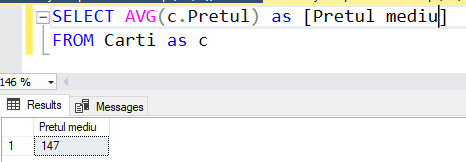 SELECT AVG(c.Pretul) as [Pretul mediu]
FROM Carti as c
146 %
Results Messages
Pretul mediu
1 147